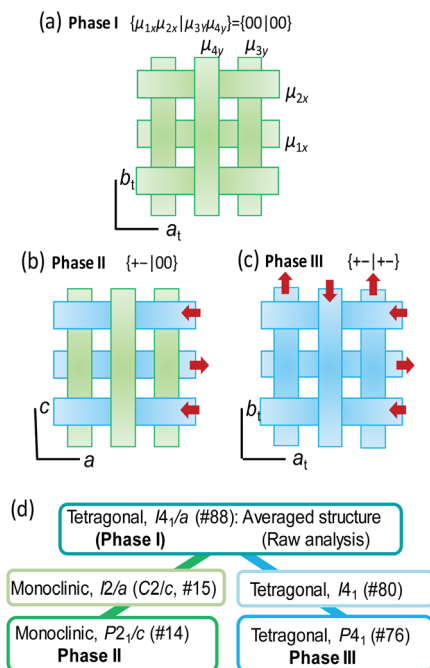 (a) Phase I {μ1xμ2x|μ3yμ4y}={00|00}
μ4y μ3y
μ2x
μ1x
bt
at
(b) Phase II {+−|00}
c
a
(c) Phase III {+−|+−}
bt
at
(d)
Tetragonal, I41/a (#88): Averaged structure
(Phase I) (Raw analysis)
Monoclinic, I2/a (C2/c, #15)
Tetragonal, I41 (#80)
Monoclinic, P21/c (#14)
Phase II
Tetragonal, P41 (#76)
Phase III